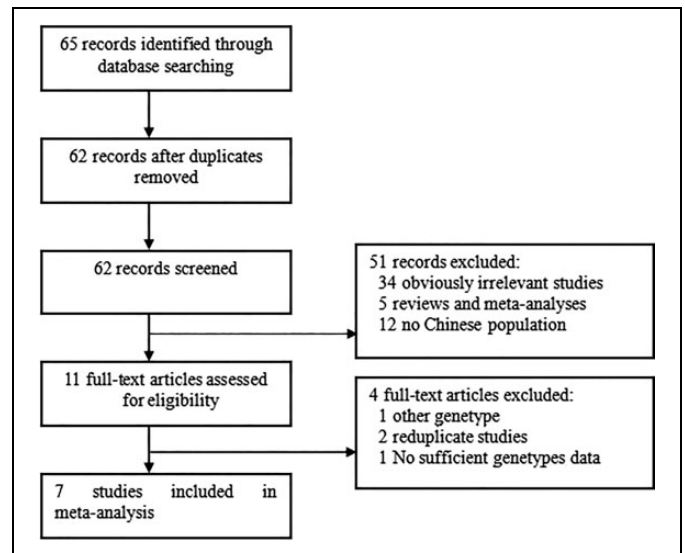 65 records identified through
database searching
62 records after duplicates
removed
62 records screened
51 records excluded:
34 obviously irrelevant studies
5 reviews and meta-analyses
12 no Chinese population
11 full-text articles assessed
for eligibility
4 full-text articles excluded:
1 other genetype
2 reduplicate studies
1 No sufficient genetypes data
7 studies included in
meta-analysis